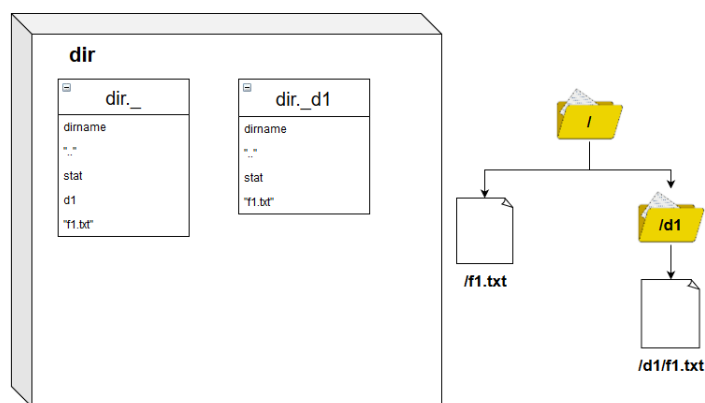 dir
dir._
dirname
".."
stat
d1
"f1.txt"
dir._d1
dirname
".."
stat
"f1.txt"
/
/d1
/f1.txt
/d1/f1.txt